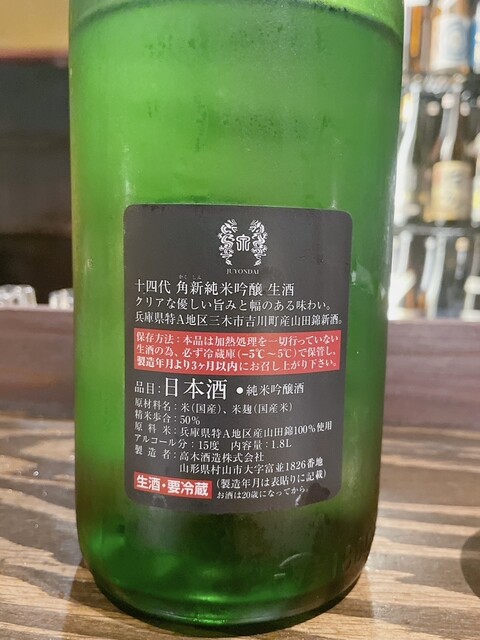 JUYONDAI
かく しん
十四代 角新純米吟醸 生酒
クリアな優しい旨みと幅のある味わい。
兵庫県特A地区三木市吉川町産山田錦新酒。
保存方法：本品は加熱処理を一切行っていない
生酒の為、必ず冷蔵庫(−5℃〜5℃)で保管し、
製造年月より3ヶ月以内にお召し上がり下さい。
品目：日本酒 ●純米吟醸酒
原材料名：米(国産)、米麹(国産米)
精米歩合：50%
原料米：兵庫県特A地区産山田錦100%使用
アルコール分：15度 内容量：1.8L
製造者：高木酒造株式会社
山形県村山市大字富並1826番地
生酒・要冷蔵 (製造年月は表貼りに記載)
お酒は20歳になってから。